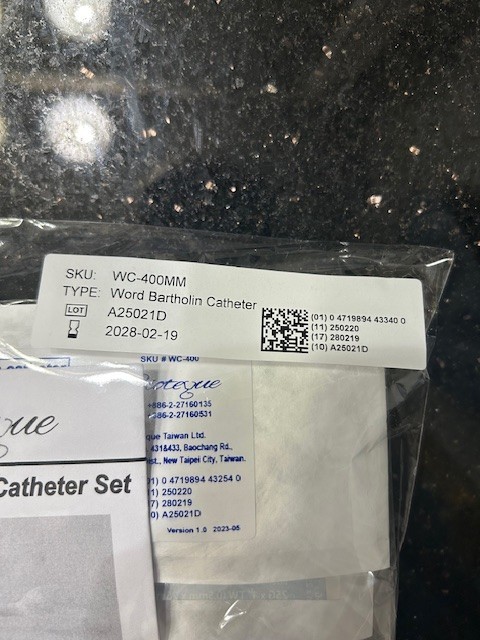 SKU: WC-400MM
TYPE: Word Bartholin Catheter
LOT A25021D
2028-02-19
(01) 0 4719894 43340 0
(11) 250220
(17) 280219
(10) A25021D
SKU # WC-400
+886-2-27160135
-886-2-27160531
que Taiwan Ltd.
431&433, Baochang Rd.,
New Taipei City, Taiwan.
01) 0 4719894 43254 0
1) 250220
7) 280219
0) A25021D
Version 1.0 2023-05
que
Catheter Set